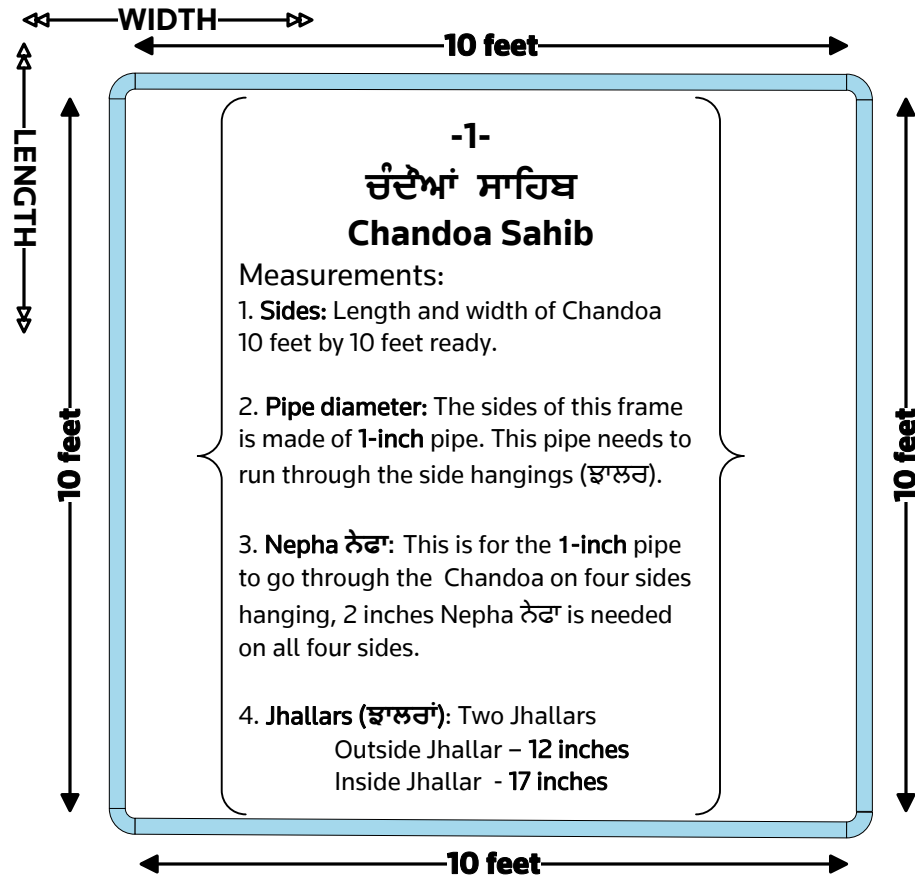 WIDTH
10 feet
LENGTH
10 feet
10 feet
-1-
ਚੰਦੋਆਂ ਸਾਹਿਬ
Chandoa Sahib
Measurements:
1. Sides: Length and width of Chandoa
10 feet by 10 feet ready.
2. Pipe diameter: The sides of this frame
is made of 1-inch pipe. This pipe needs to
run through the side hangings (ਝਾਲਰ).
3. Nepha ਨੇਫਾ: This is for the 1-inch pipe
to go through the Chandoa on four sides
hanging, 2 inches Nepha ਨੇਫਾ is needed
on all four sides.
4. Jhallars (ਝਾਲਰਾਂ): Two Jhallars
Outside Jhallar – 12 inches
Inside Jhallar - 17 inches
10 feet